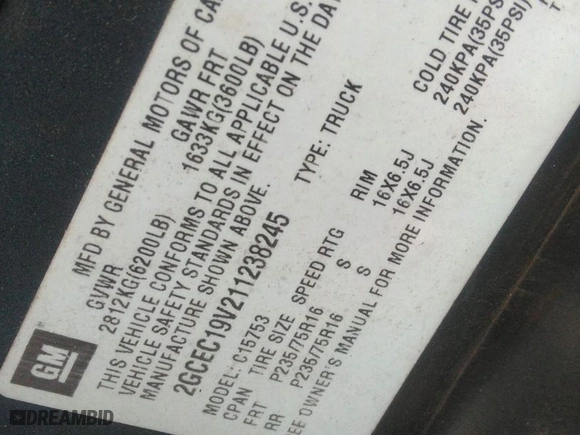 MFD BY GENERAL MOTORS OF CA
GVWR GAWR FRT
2812KG(6200LB) 1633KG(3600LB)
THIS VEHICLE CONFORMS TO ALL APPLICABLE U.S.
VEHICLE SAFETY STANDARDS IN EFFECT ON THE DA
MANUFACTURE SHOWN ABOVE.
2GCEC19V211238245 TYPE: TRUCK
MODEL: C15753
CPAN TIRE SIZE SPEED RTG RIM COLD TIRE
FRT P235/75R16 S 16X6.5J 240KPA(35PSI)
RR P235/75R16 S 16X6.5J 240KPA(35PSI)
EE OWNER'S MANUAL FOR MORE INFORMATION.
GM
DREAMBID